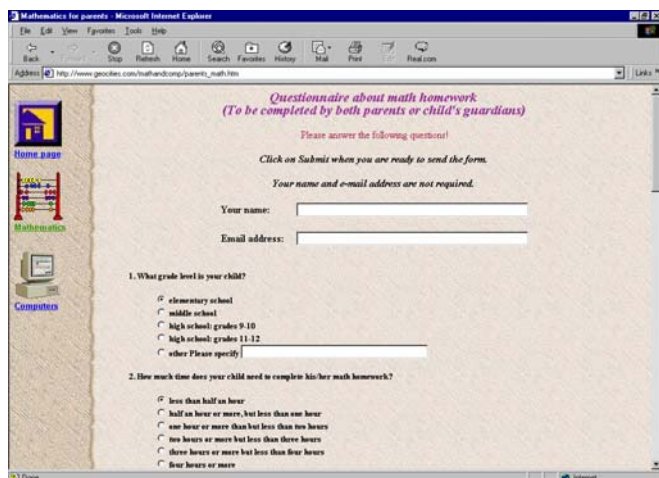 Mathematics for parents - Microsoft Internet Explorer
File Edit View Favorites Tools Help
Back Forward Stop Refresh Home Search Favorites History Mail Print Edit Real.com
Address http://www.geocities.com/mathandcomp/parents_math.htm Links
Questionnaire about math homework
(To be completed by both parents or child's guardians)
Please answer the following questions!
Home page
Click on Submit when you are ready to send the form.
Your name and e-mail address are not required.
Your name:
Mathematics
Email address:
1. What grade level is your child?
Computers
elementary school
middle school
high school: grades 9-10
high school: grades 11-12
other Please specify
2. How much time does your child need to complete his/her math homework?
less than half an hour
half an hour or more, but less than one hour
one hour or more than but less than two hours
two hours or more but less than three hours
three hours or more but less than four hours
four hours or more
Done Internet